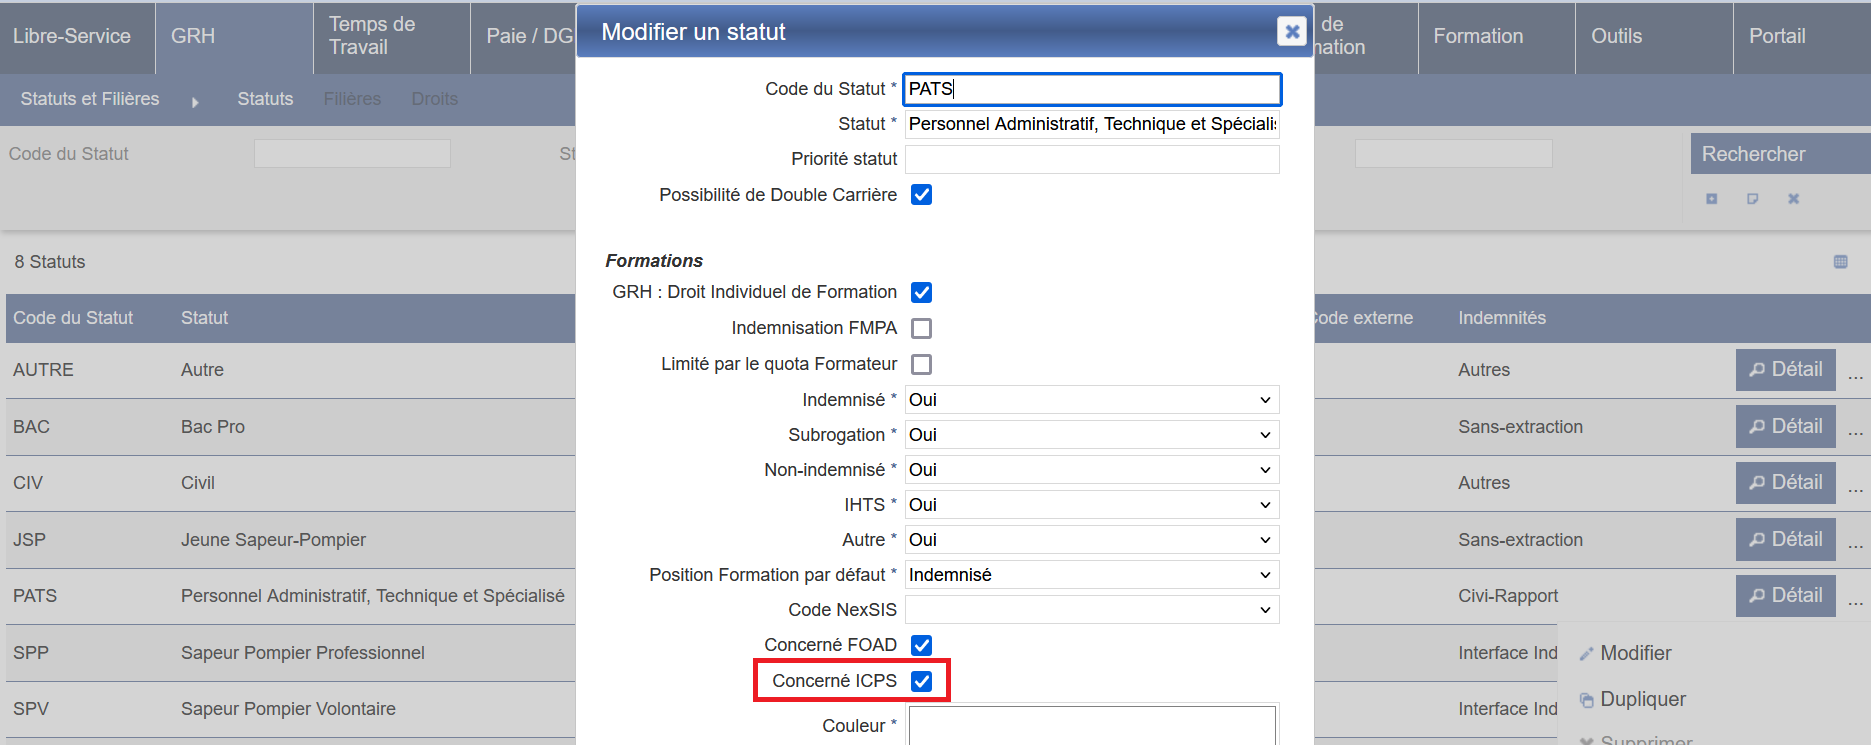 Libre-Service
GRH
Temps de
Travail
Paie / DG
de
Formation
Outils
Portail
Modifier un statut
Statuts et Filières
Statuts
Filières
Droits
Code du Statut
St
Rechercher
Code du Statut *
PATS
Statut *
Personnel Administratif, Technique et Spéciali
Priorité statut
Possibilité de Double Carrière
Formations
GRH : Droit Individuel de Formation
Indemnisation FMPA
Limité par le quota Formateur
Indemnisé *
Oui
Subrogation *
Oui
Non-indemnisé *
Oui
IHTS *
Oui
Autre *
Oui
Position Formation par défaut *
Indemnisé
Code NexSIS
Concerné FOAD
Concerné ICPS
Couleur *
8 Statuts
Code du Statut
Statut
Code externe
Indemnités
AUTRE
Autre
Autres
Détail
...
BAC
Bac Pro
Sans-extraction
Détail
...
CIV
Civil
Autres
Détail
...
JSP
Jeune Sapeur-Pompier
Sans-extraction
Détail
...
PATS
Personnel Administratif, Technique et Spécialisé
Civi-Rapport
Détail
...
SPP
Sapeur Pompier Professionnel
Interface Ind
SPV
Sapeur Pompier Volontaire
Interface Ind
Modifier
Dupliquer
Supprimer